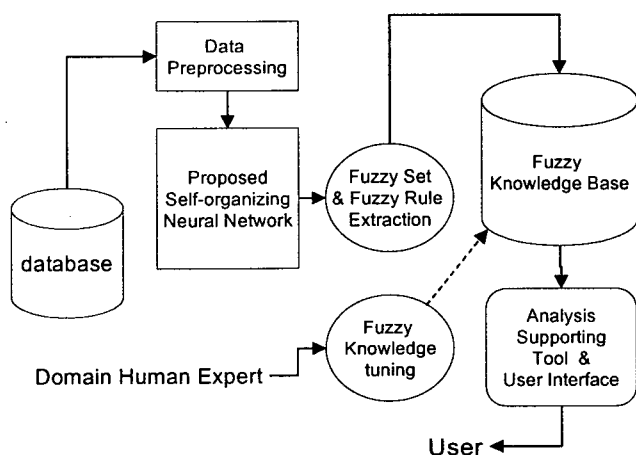 Data
Preprocessing
Proposed
Self-organizing
Neural Network
Fuzzy Set
& Fuzzy Rule
Extraction
Fuzzy
Knowledge Base
database
Fuzzy
Knowledge
tuning
Domain Human Expert
Analysis
Supporting
Tool &
User Interface
User